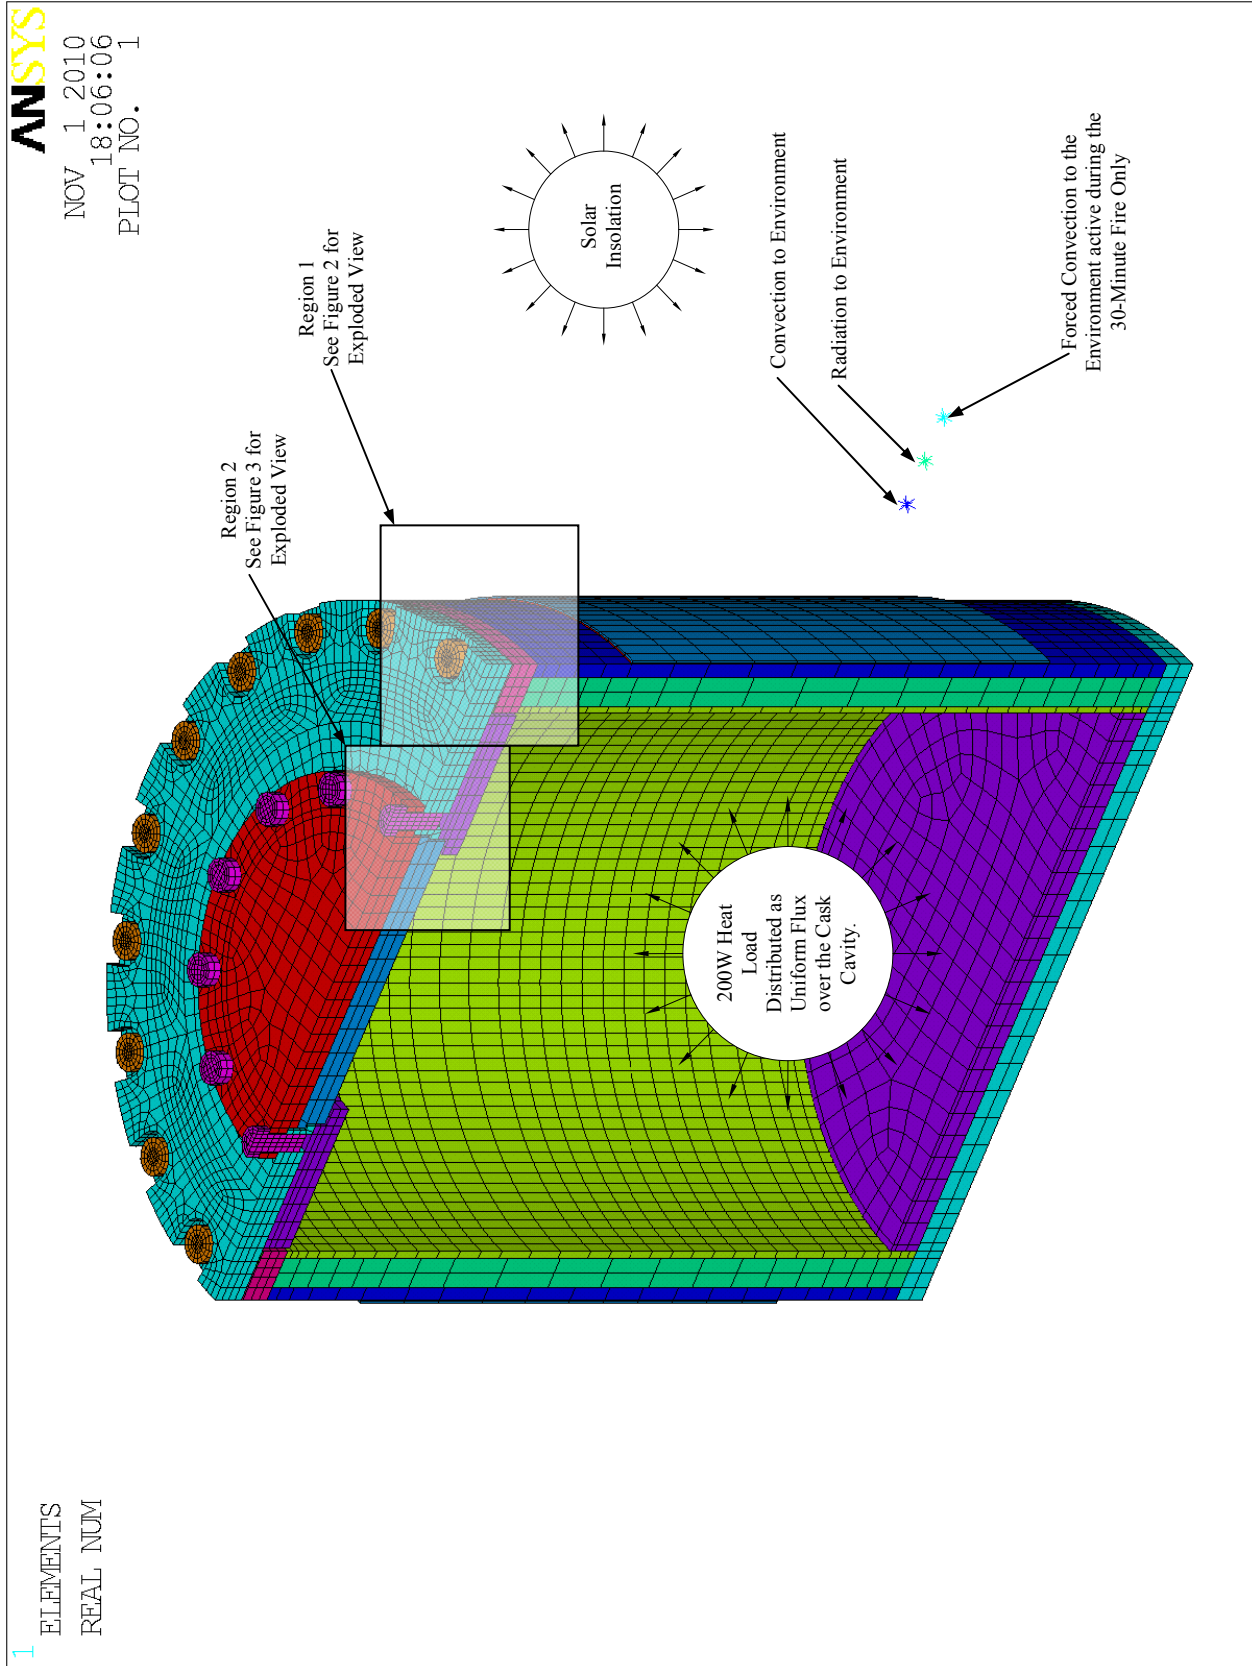 1
ELEMENTS
REAL NUM
ANSYS
NOV 1 2010
18:06:06
PLOT NO. 1
Region 2
See Figure 3 for
Exploded View
Region 1
See Figure 2 for
Exploded View
Solar
Insolation
Convection to Environment
Radiation to Environment
Forced Convection to the
Environment active during the
30-Minute Fire Only
200W Heat
Load
Distributed as
Uniform Flux
over the Cask
Cavity.